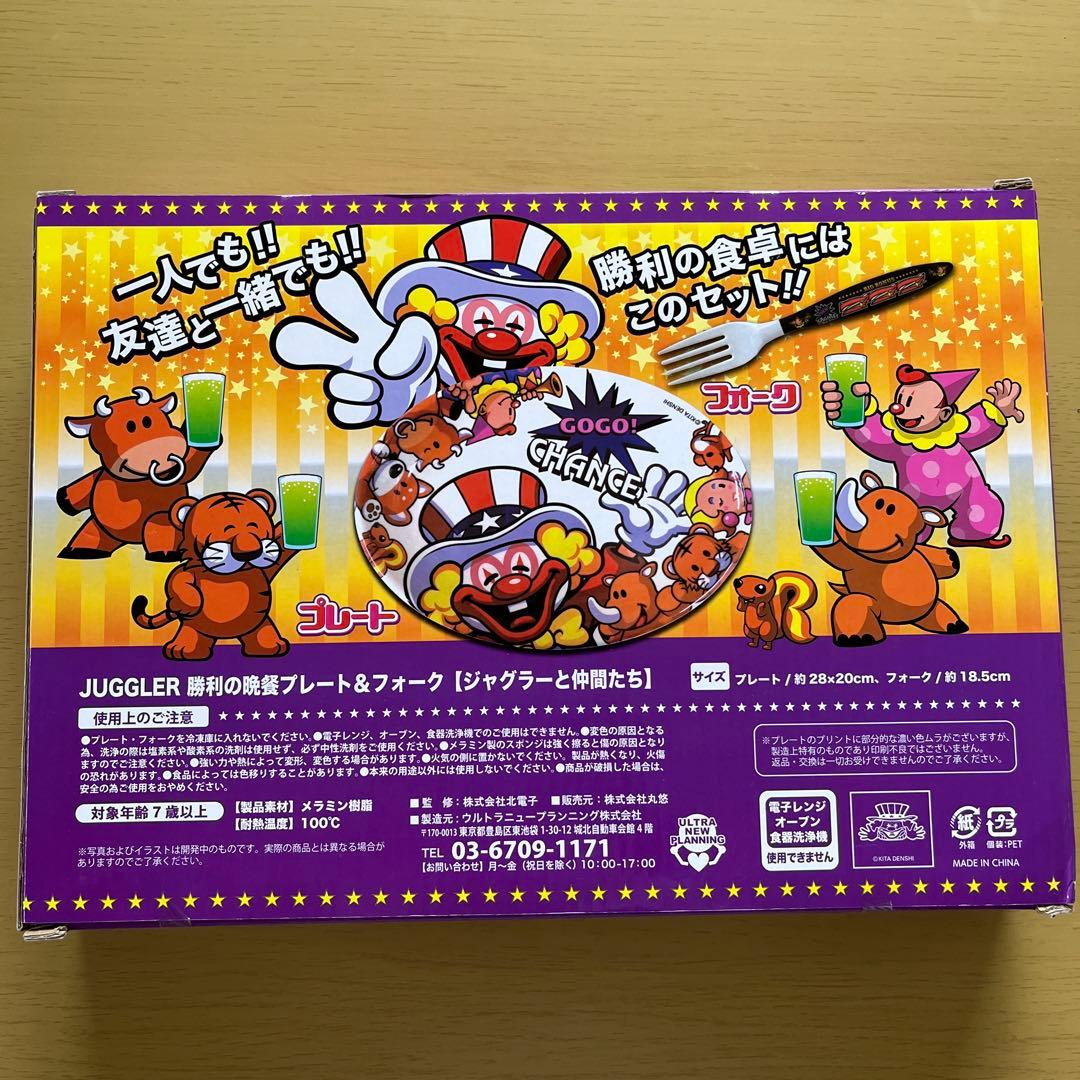 一人でも!!
友達と一緒でも!!
勝利の食卓には
このセット!!
BIG BONUS
フォーク
©KITA DENSHI
GOGO!
CHANCE
プレート
JUGGLER 勝利の晩餐プレート&フォーク【ジャグラーと仲間たち】
サイズ プレート / 約 28×20cm、フォーク / 約 18.5cm
使用上のご注意
●プレート・フォークを冷凍庫に入れないでください。●電子レンジ、オーブン、食器洗浄機でのご使用はできません。●変色の原因となる
為、洗浄の際は塩素系や酸素系の洗剤は使用せず、必ず中性洗剤をご使用ください。●メラミン製のスポンジは強く擦ると傷の原因となり
ますのでご注意ください。●強い力や熱によって変形、変色する場合があります。●火気の側に置かないでください。製品が熱くなり、火傷
の恐れがあります。●食品によっては色移りすることがあります。●本来の用途以外には使用しないでください。●商品が破損した場合は、
安全の為ご使用をおやめください。
※プレートのプリントに部分的な濃い色ムラがございますが、
製造上特有のものであり印刷不良ではございません。
返品・交換は一切お受けできませんのでご了承ください。
対象年齢 7 歳以上
【製品素材】メラミン樹脂
【耐熱温度】100℃
※写真およびイラストは開発中のものです。実際の商品とは異なる場合が
ありますのでご了承ください。
■監 修:株式会社北電子 ■販売元:株式会社丸悠
■製造元:ウルトラニュープランニング株式会社
〒170-0013 東京都豊島区東池袋 1-30-12 城北自動車会館 4 階
TEL 03-6709-1171
【お問い合わせ】月~金(祝日を除く)10:00-17:00
ULTRA
NEW
PLANNING
電子レンジ
オーブン
食器洗浄機
使用できません
©KITA DENSHI
紙
外箱
プラ
個装:PET
MADE IN CHINA